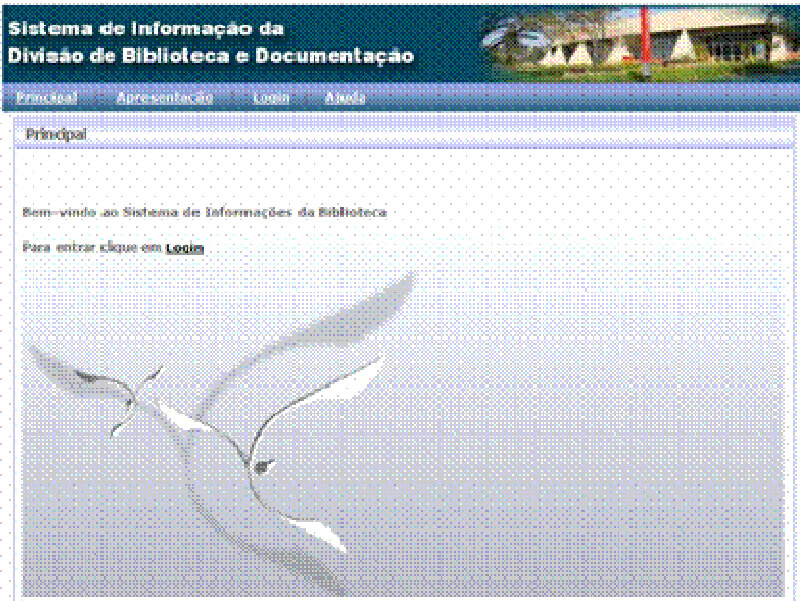 Sistema de Informação da
Divisão de Biblioteca e Documentação
Principal Apresentacão Login Ajuda
Principal
Bem-vindo ao Sistema de Informações da Biblioteca
Para entrar clique em Login